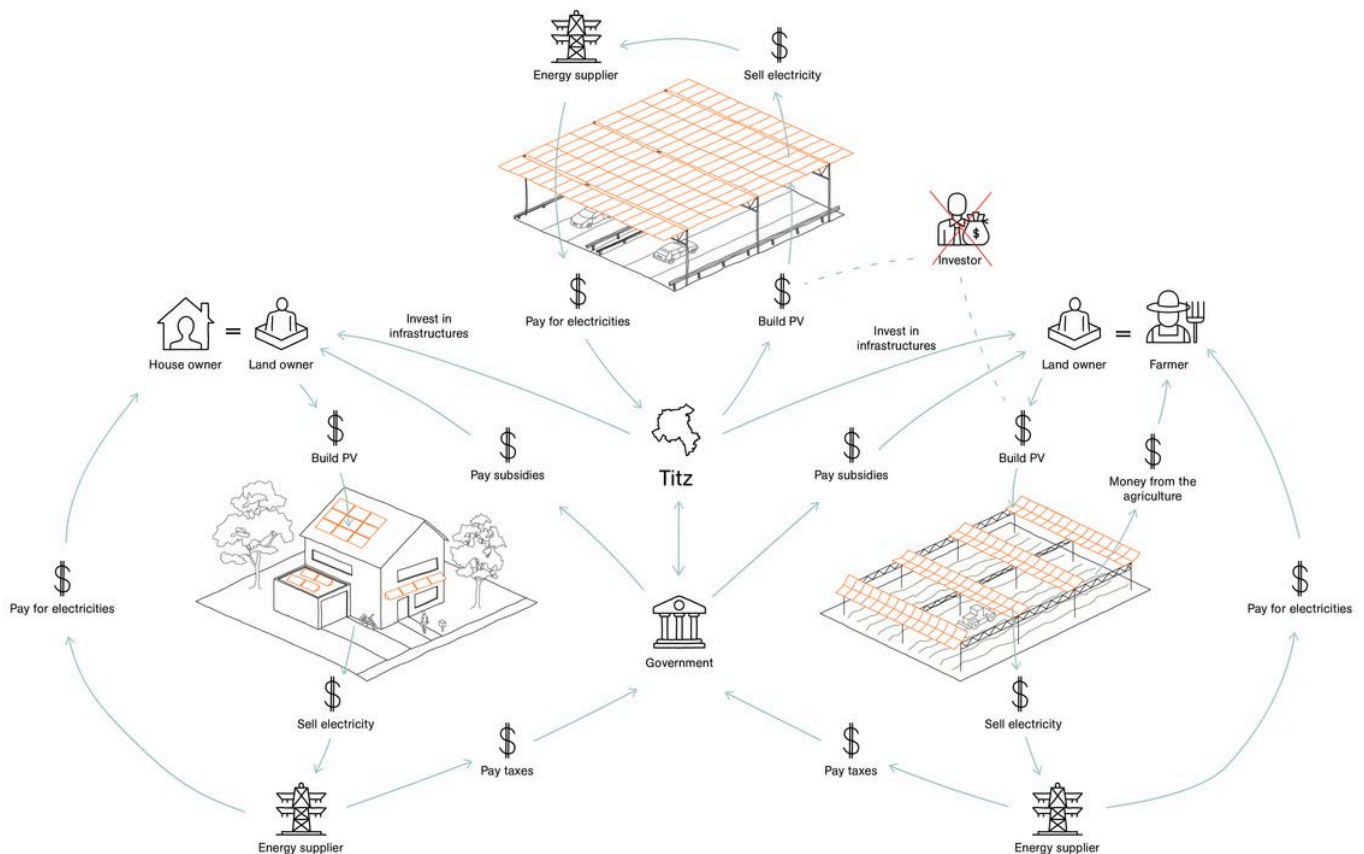 Energy supplier
Sell electricity
Investor
Pay for electricities
Build PV
Invest in
infrastructures
Invest in
infrastructures
House owner
=
Land owner
Land owner
=
Farmer
Build PV
Pay subsidies
Titz
Pay subsidies
Build PV
Money from the
agriculture
Pay for electricities
Government
Pay for electricities
Sell electricity
Sell electricity
Pay taxes
Pay taxes
Energy supplier
Energy supplier